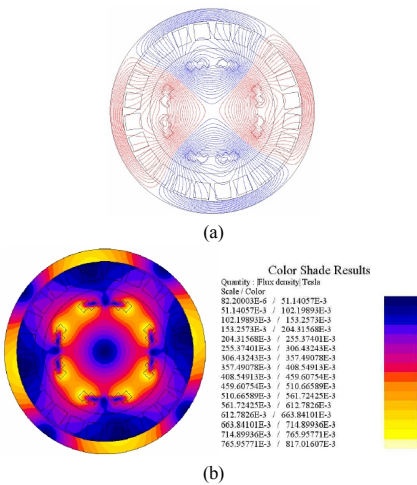 (a)
Color Shade Results
Quantity : |Flux density| Tesla
Scale / Color
82.20003E-6 / 51.14057E-3
51.14057E-3 / 102.19893E-3
102.19893E-3 / 153.2573E-3
153.2573E-3 / 204.31568E-3
204.31568E-3 / 255.37401E-3
255.37401E-3 / 306.43243E-3
306.43243E-3 / 357.49078E-3
357.49078E-3 / 408.54913E-3
408.54913E-3 / 459.60754E-3
459.60754E-3 / 510.66589E-3
510.66589E-3 / 561.72425E-3
561.72425E-3 / 612.7826E-3
612.7826E-3 / 663.84101E-3
663.84101E-3 / 714.89936E-3
714.89936E-3 / 765.95771E-3
765.95771E-3 / 817.01607E-3
(b)